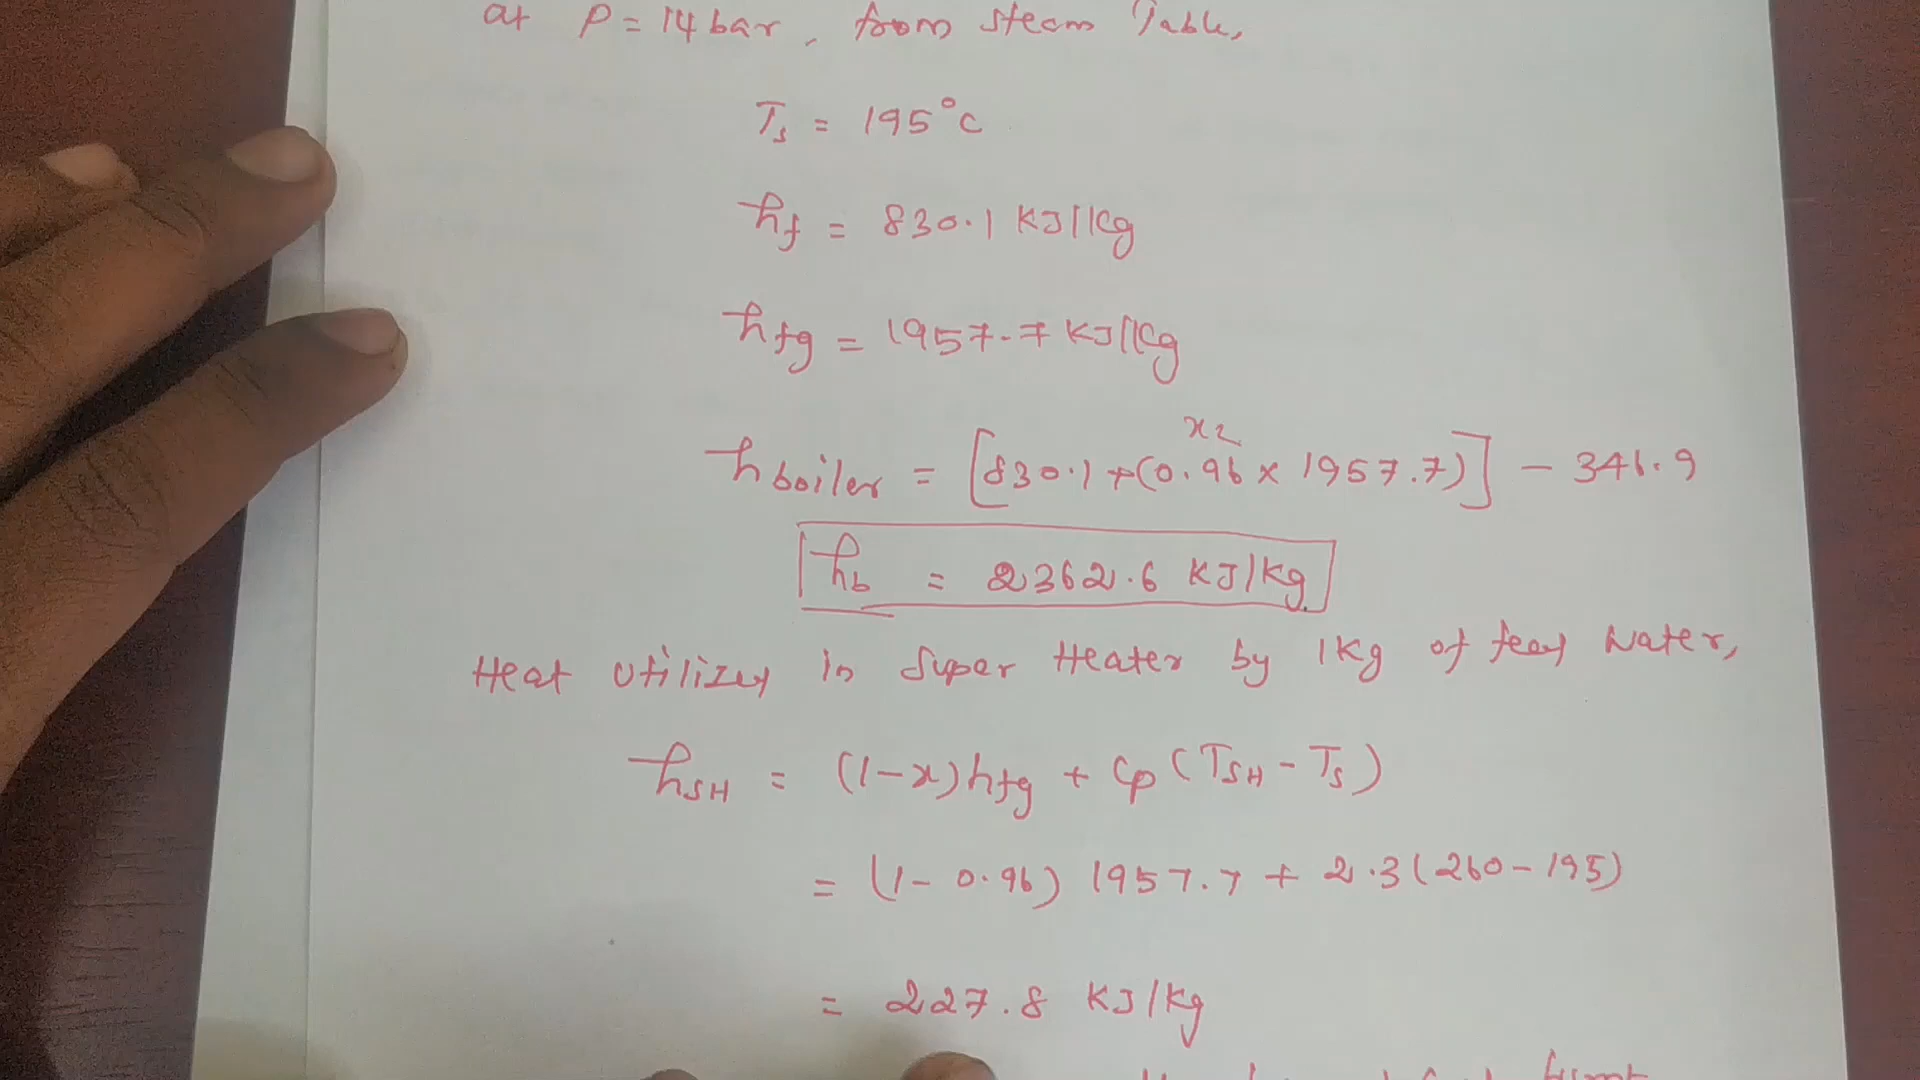 at P = 14 bar, from steam Table,
Ts = 195°C
hf = 830.1 KJ/Kg
hfg = 1957.7 KJ/Kg
x2
hboiler = [830.1 + (0.96 x 1957.7)] - 346.9
hb = 2362.6 KJ/Kg
Heat utilized in Super Heater by 1Kg of feed water,
hSH = (1-x)hfg + Cp (TSH - Ts)
= (1 - 0.96) 1957.7 + 2.3(260 - 195)
= 227.8 KJ/Kg